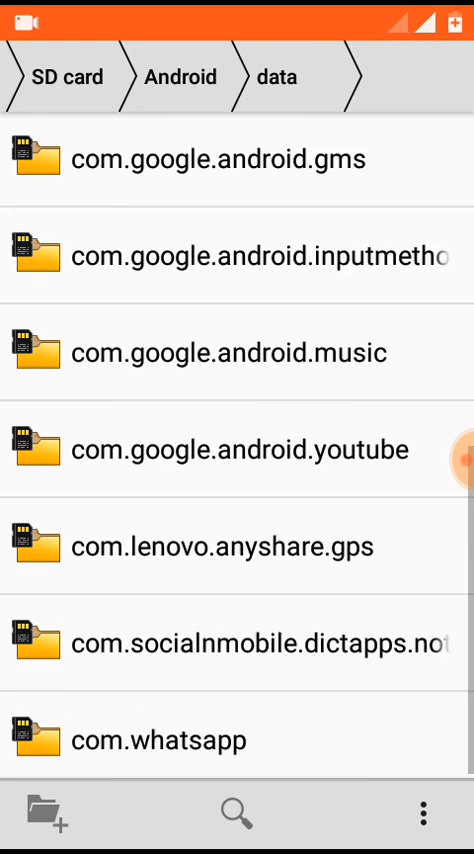 SD card
Android
data
com.google.android.gms
com.google.android.inputmetho
com.google.android.music
com.google.android.youtube
com.lenovo.anyshare.gps
com.socialnmobile.dictapps.not
com.whatsapp